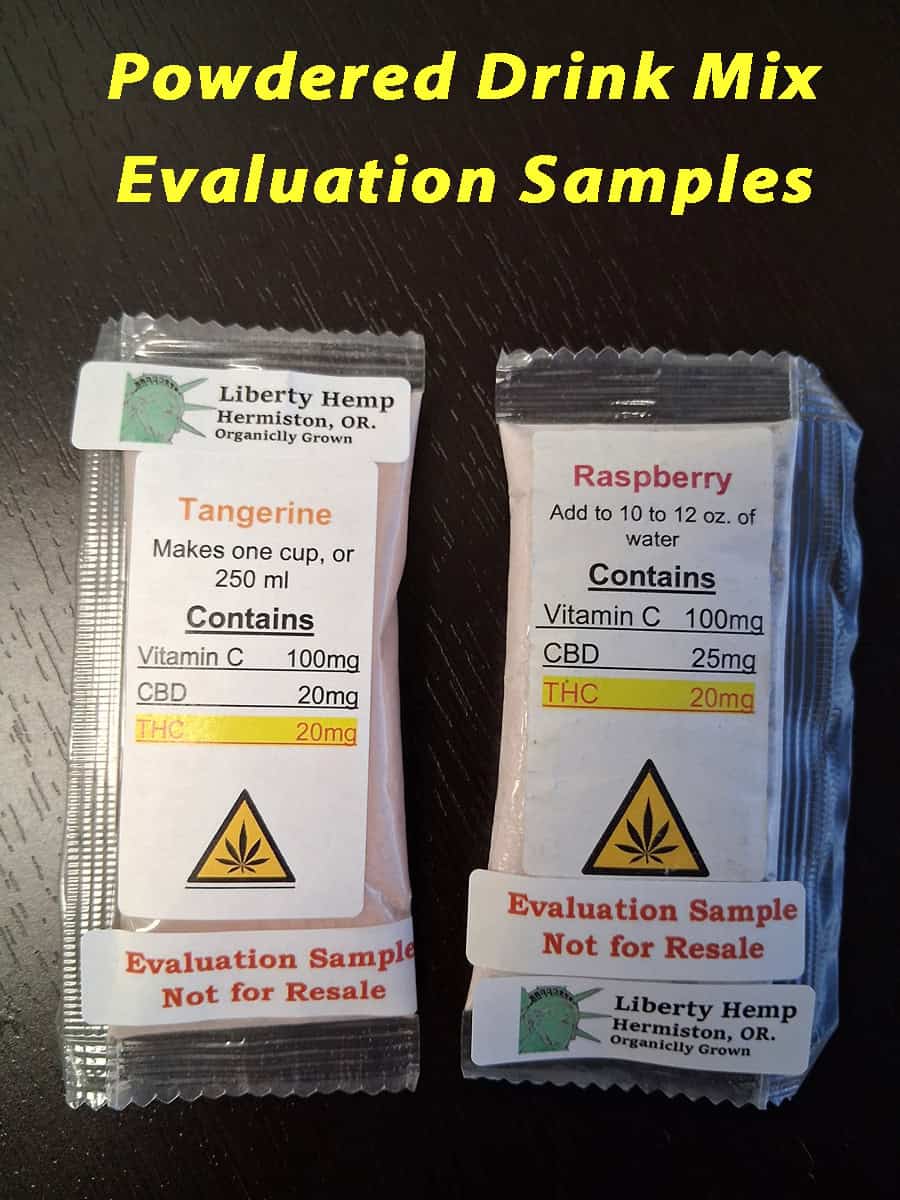 Powdered Drink Mix
Evaluation Samples
Liberty Hemp
Hermiston, OR.
Organiclly Grown
Tangerine
Makes one cup, or
250 ml
Contains
Vitamin C 100mg
CBD 20mg
THC 20mg
Evaluation Sample
Not for Resale
Raspberry
Add to 10 to 12 oz. of
water
Contains
Vitamin C 100mg
CBD 25mg
THC 20mg
Evaluation Sample
Not for Resale
Liberty Hemp
Hermiston, OR.
Organiclly Grown